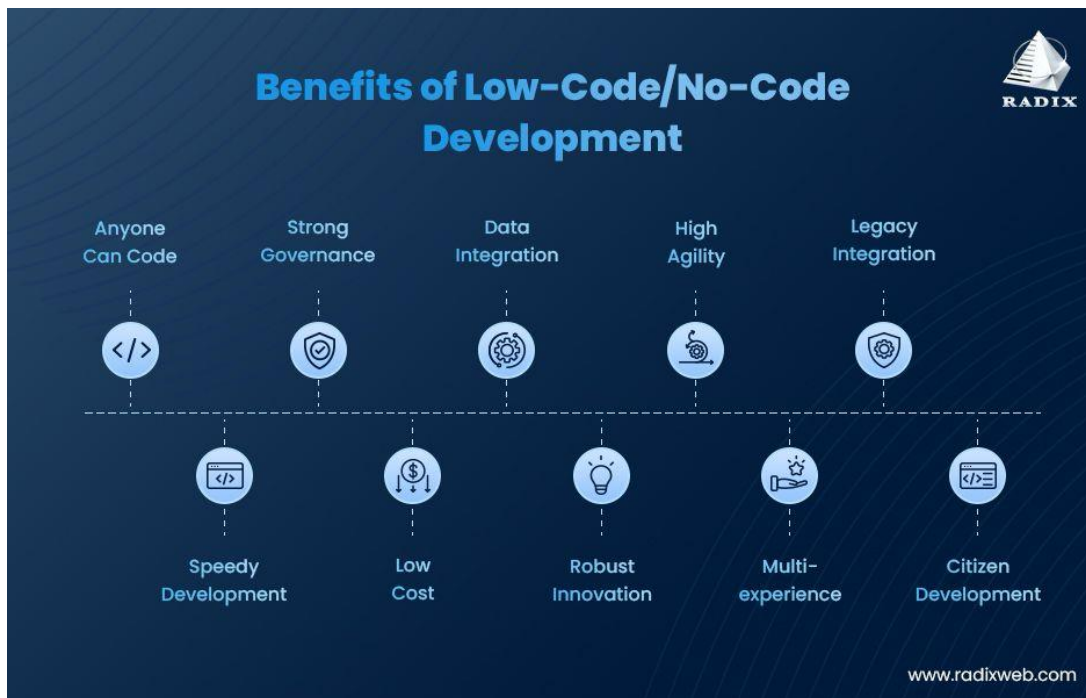 Benefits of Low-Code/No-Code
Development
RADIX
Anyone
Can Code
Strong
Governance
Data
Integration
High
Agility
Legacy
Integration
Speedy
Development
Low
Cost
Robust
Innovation
Multi-
experience
Citizen
Development
www.radixweb.com